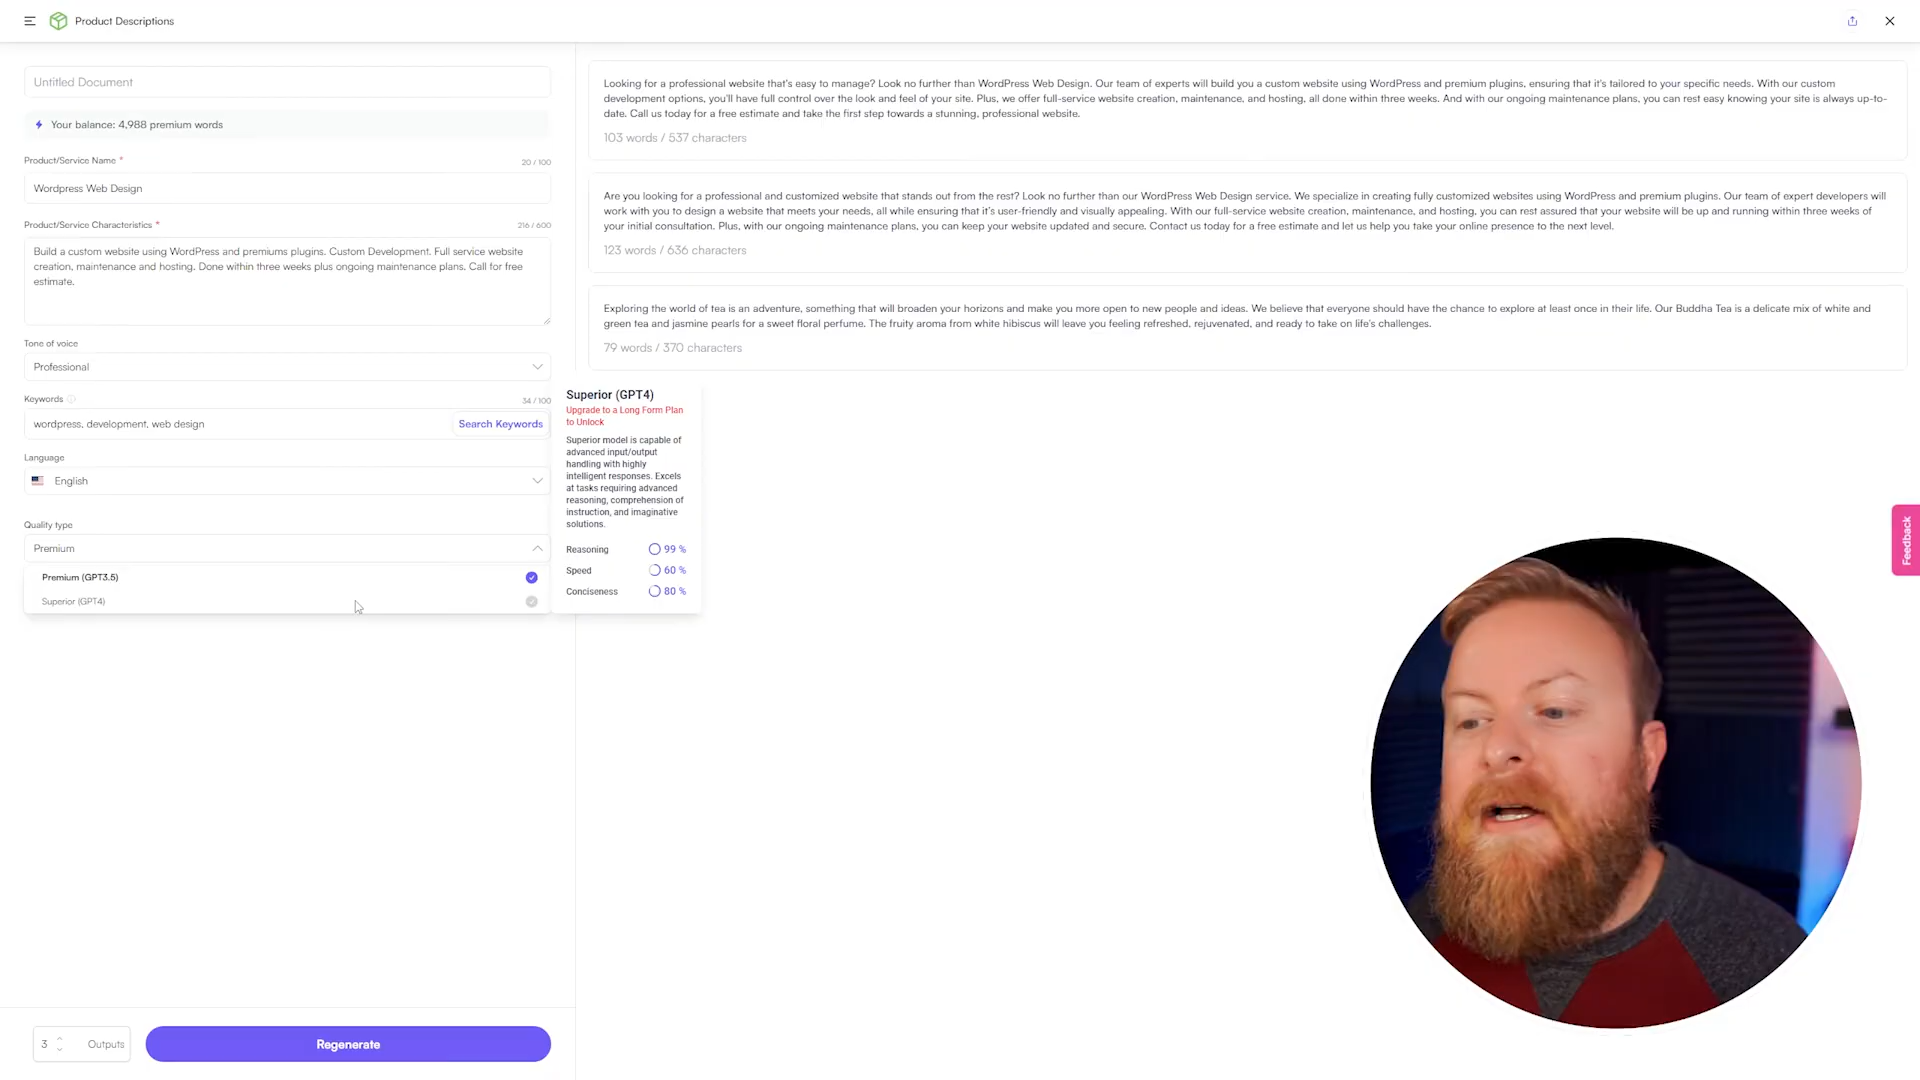 Product Descriptions
Untitled Document
Your balance: 4,988 premium words
Product/Service Name *
20 / 100
Wordpress Web Design
Product/Service Characteristics *
216 / 600
Build a custom website using WordPress and premiums plugins. Custom Development. Full service website
creation, maintenance and hosting. Done within three weeks plus ongoing maintenance plans. Call for free
estimate.
Tone of voice
Professional
Keywords
34 / 100
wordpress, development, web design
Search Keywords
Language
English
Quality type
Premium
Premium (GPT3.5)
Superior (GPT4)
3
Outputs
Regenerate
Looking for a professional website that's easy to manage? Look no further than WordPress Web Design. Our team of experts will build you a custom website using WordPress and premium plugins, ensuring that it's tailored to your specific needs. With our custom
development options, you'll have full control over the look and feel of your site. Plus, we offer full-service website creation, maintenance, and hosting, all done within three weeks. And with our ongoing maintenance plans, you can rest easy knowing your site is always up-to-
date. Call us today for a free estimate and take the first step towards a stunning, professional website.
103 words / 537 characters
Are you looking for a professional and customized website that stands out from the rest? Look no further than our WordPress Web Design service. We specialize in creating fully customized websites using WordPress and premium plugins. Our team of expert developers will
work with you to design a website that meets your needs, all while ensuring that it's user-friendly and visually appealing. With our full-service website creation, maintenance, and hosting, you can rest assured that your website will be up and running within three weeks of
your initial consultation. Plus, with our ongoing maintenance plans, you can keep your website updated and secure. Contact us today for a free estimate and let us help you take your online presence to the next level.
123 words / 636 characters
Exploring the world of tea is an adventure, something that will broaden your horizons and make you more open to new people and ideas. We believe that everyone should have the chance to explore at least once in their life. Our Buddha Tea is a delicate mix of white and
green tea and jasmine pearls for a sweet floral perfume. The fruity aroma from white hibiscus will leave you feeling refreshed, rejuvenated, and ready to take on life's challenges.
79 words / 370 characters
Superior (GPT4)
Upgrade to a Long Form Plan
to Unlock
Superior model is capable of
advanced input/output
handling with highly
intelligent responses. Excels
at tasks requiring advanced
reasoning, comprehension of
instruction, and imaginative
solutions.
Reasoning 99 %
Speed 60 %
Conciseness 80 %
Feedback